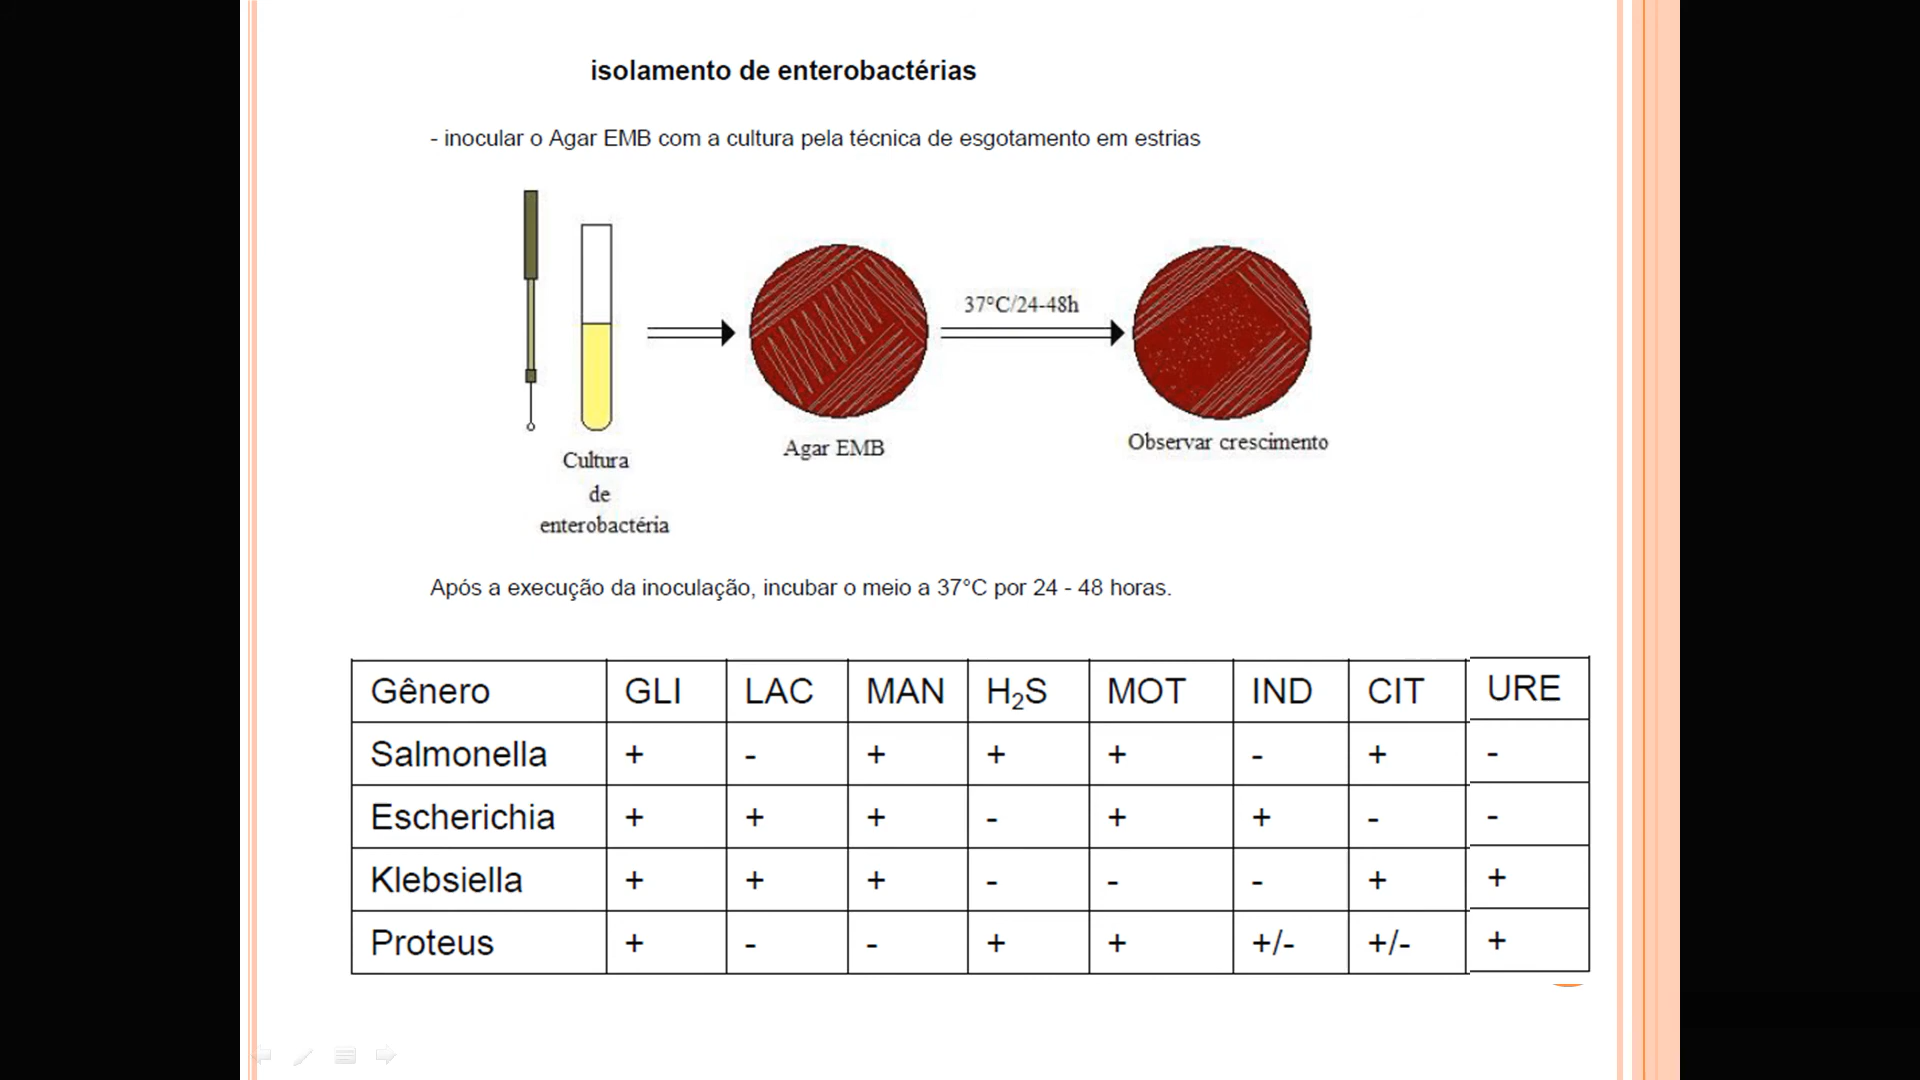 isolamento de enterobactérias
- inocular o Agar EMB com a cultura pela técnica de esgotamento em estrias
37°C/24-48h
Cultura
de
enterobactéria
Agar EMB
Observar crescimento
Após a execução da inoculação, incubar o meio a 37°C por 24 - 48 horas.
Gênero GLI LAC MAN H₂S MOT IND CIT URE
Salmonella + - + + + - + -
Escherichia + + + - + + - -
Klebsiella + + + - - - + +
Proteus + - - + + +/- +/- +